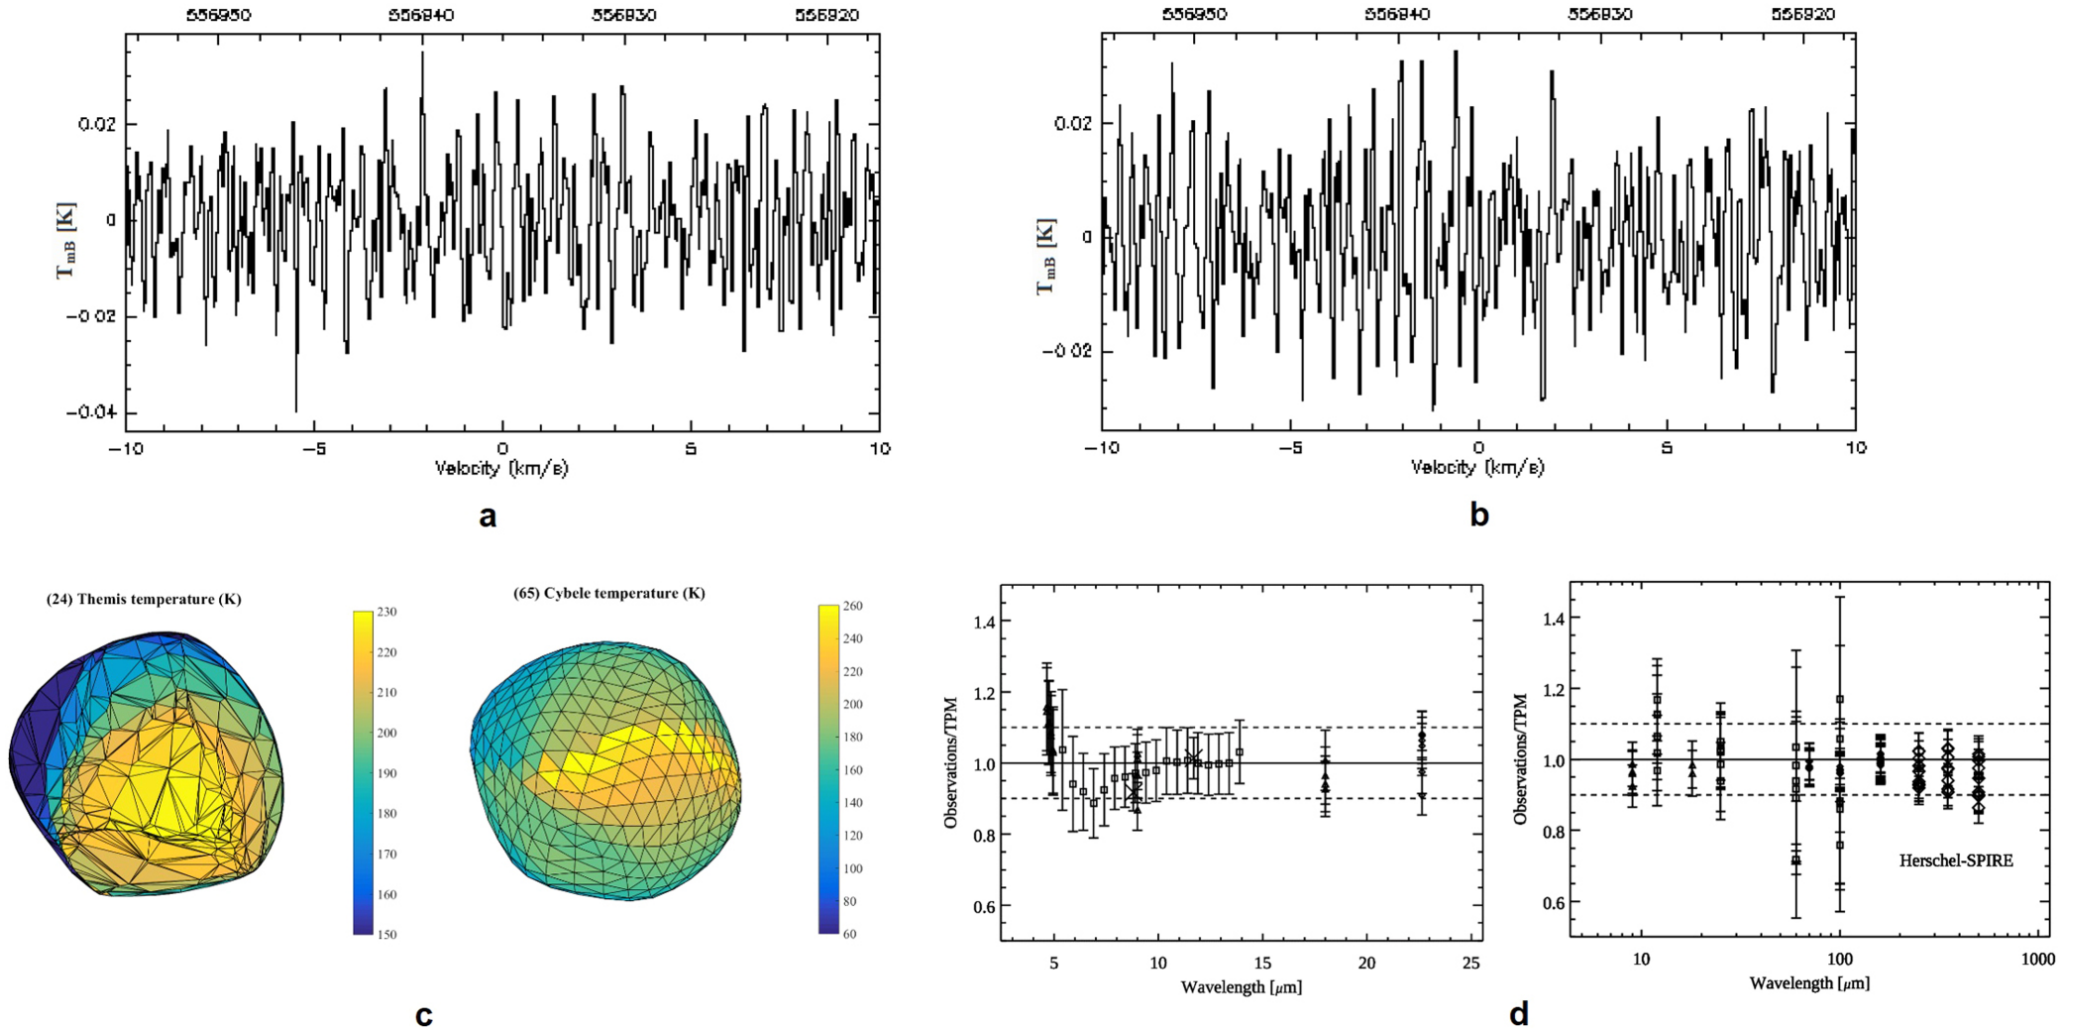 556950 556940 556930 556920
0.02
0
-0.02
-0.04
TmB [K]
-10 -5 0 5 10
Velocity (km/s)
a
556950 556940 556930 556920
0.02
0
-0.02
TmB [K]
-10 -5 0 5 10
Velocity (km/s)
b
(24) Themis temperature (K)
230
220
210
200
190
180
170
160
150
(65) Cybele temperature (K)
260
240
220
200
180
160
140
120
100
80
60
c
Observations/TPM
1.4
1.2
1.0
0.8
0.6
5 10 15 20 25
Wavelength [μm]
Observations/TPM
1.4
1.2
1.0
0.8
0.6
Herschel-SPIRE
10 100 1000
Wavelength [μm]
d